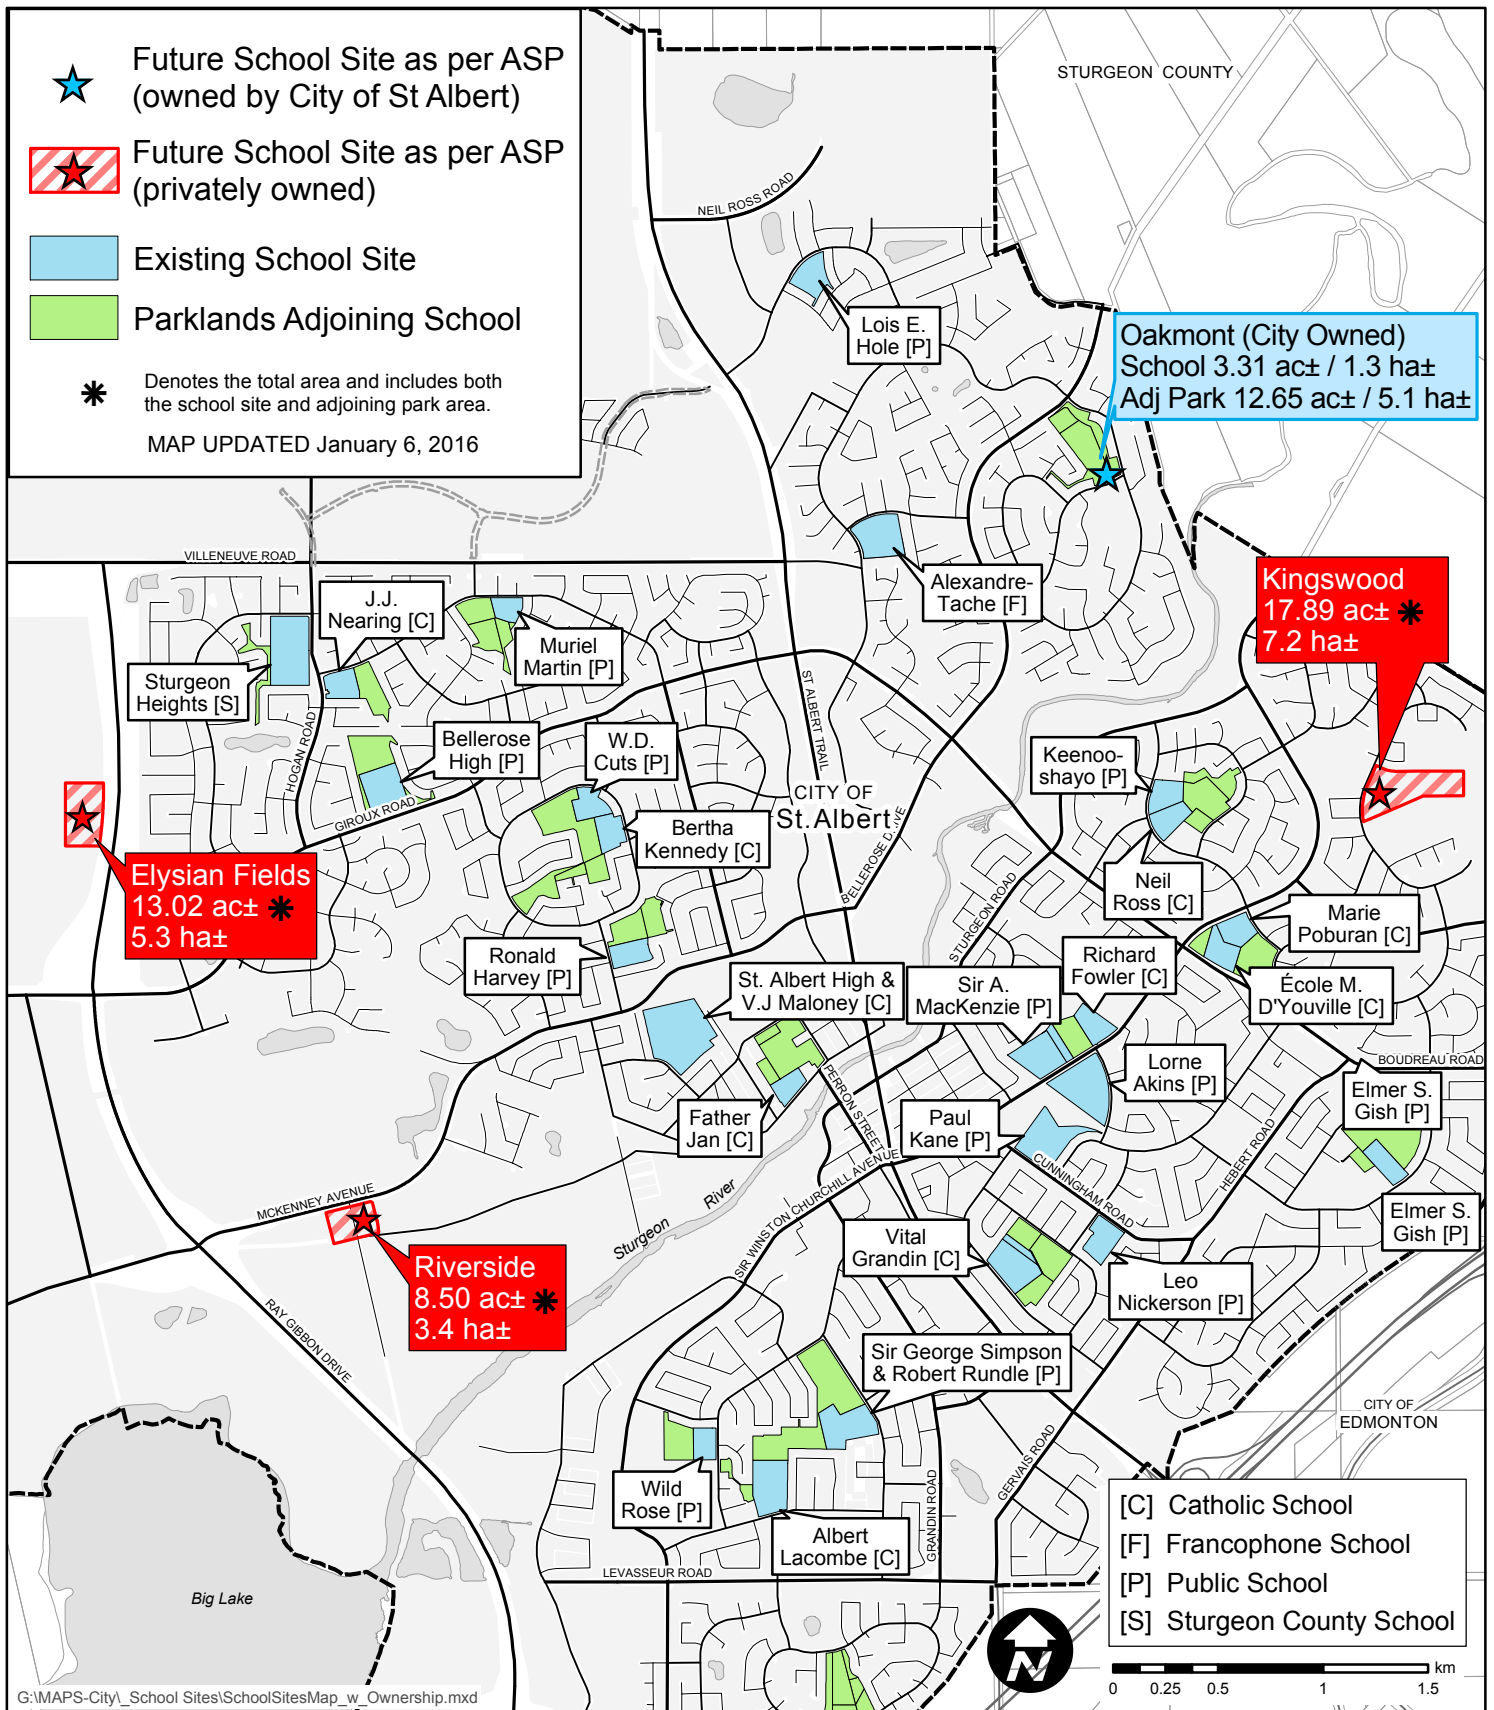 Future School Site as per ASP
(owned by City of St Albert)
Future School Site as per ASP
(privately owned)
Existing School Site
Parklands Adjoining School
Denotes the total area and includes both
the school site and adjoining park area.
MAP UPDATED January 6, 2016
STURGEON COUNTY
NEIL ROSS ROAD
Lois E.
Hole [P]
Oakmont (City Owned)
School 3.31 ac± / 1.3 ha±
Adj Park 12.65 ac± / 5.1 ha±
VILLENEUVE ROAD
Alexandre-
Tache [F]
Kingswood
17.89 ac±
7.2 ha±
J.J.
Nearing [C]
Muriel
Martin [P]
Sturgeon
Heights [S]
HOGAN ROAD
ST ALBERT TRAIL
Bellerose
High [P]
W.D.
Cuts [P]
Keenoo-
shayo [P]
GIROUX ROAD
CITY OF
St. Albert
Bertha
Kennedy [C]
BELLEROSE DRIVE
Elysian Fields
13.02 ac±
5.3 ha±
Neil
Ross [C]
STURGEON ROAD
Marie
Poburan [C]
Ronald
Harvey [P]
St. Albert High &
V.J Maloney [C]
Sir A.
MacKenzie [P]
Richard
Fowler [C]
École M.
D'Youville [C]
BOUDREAU ROAD
Lorne
Akins [P]
Elmer S.
Gish [P]
PERRON STREET
Father
Jan [C]
Paul
Kane [P]
HEBERT ROAD
CUNNINGHAM ROAD
MCKENNEY AVENUE
Sturgeon
River
SIR WINSTON CHURCHILL AVENUE
Elmer S.
Gish [P]
Vital
Grandin [C]
Leo
Nickerson [P]
Riverside
8.50 ac±
3.4 ha±
RAY GIBBON DRIVE
Sir George Simpson
& Robert Rundle [P]
CITY OF
EDMONTON
GERVAIS ROAD
Wild
Rose [P]
GRANDIN ROAD
Albert
Lacombe [C]
LEVASSEUR ROAD
Big Lake
[C] Catholic School
[F] Francophone School
[P] Public School
[S] Sturgeon County School
N
km
0 0.25 0.5 1 1.5
G:\MAPS-City\_School Sites\SchoolSitesMap_w_Ownership.mxd